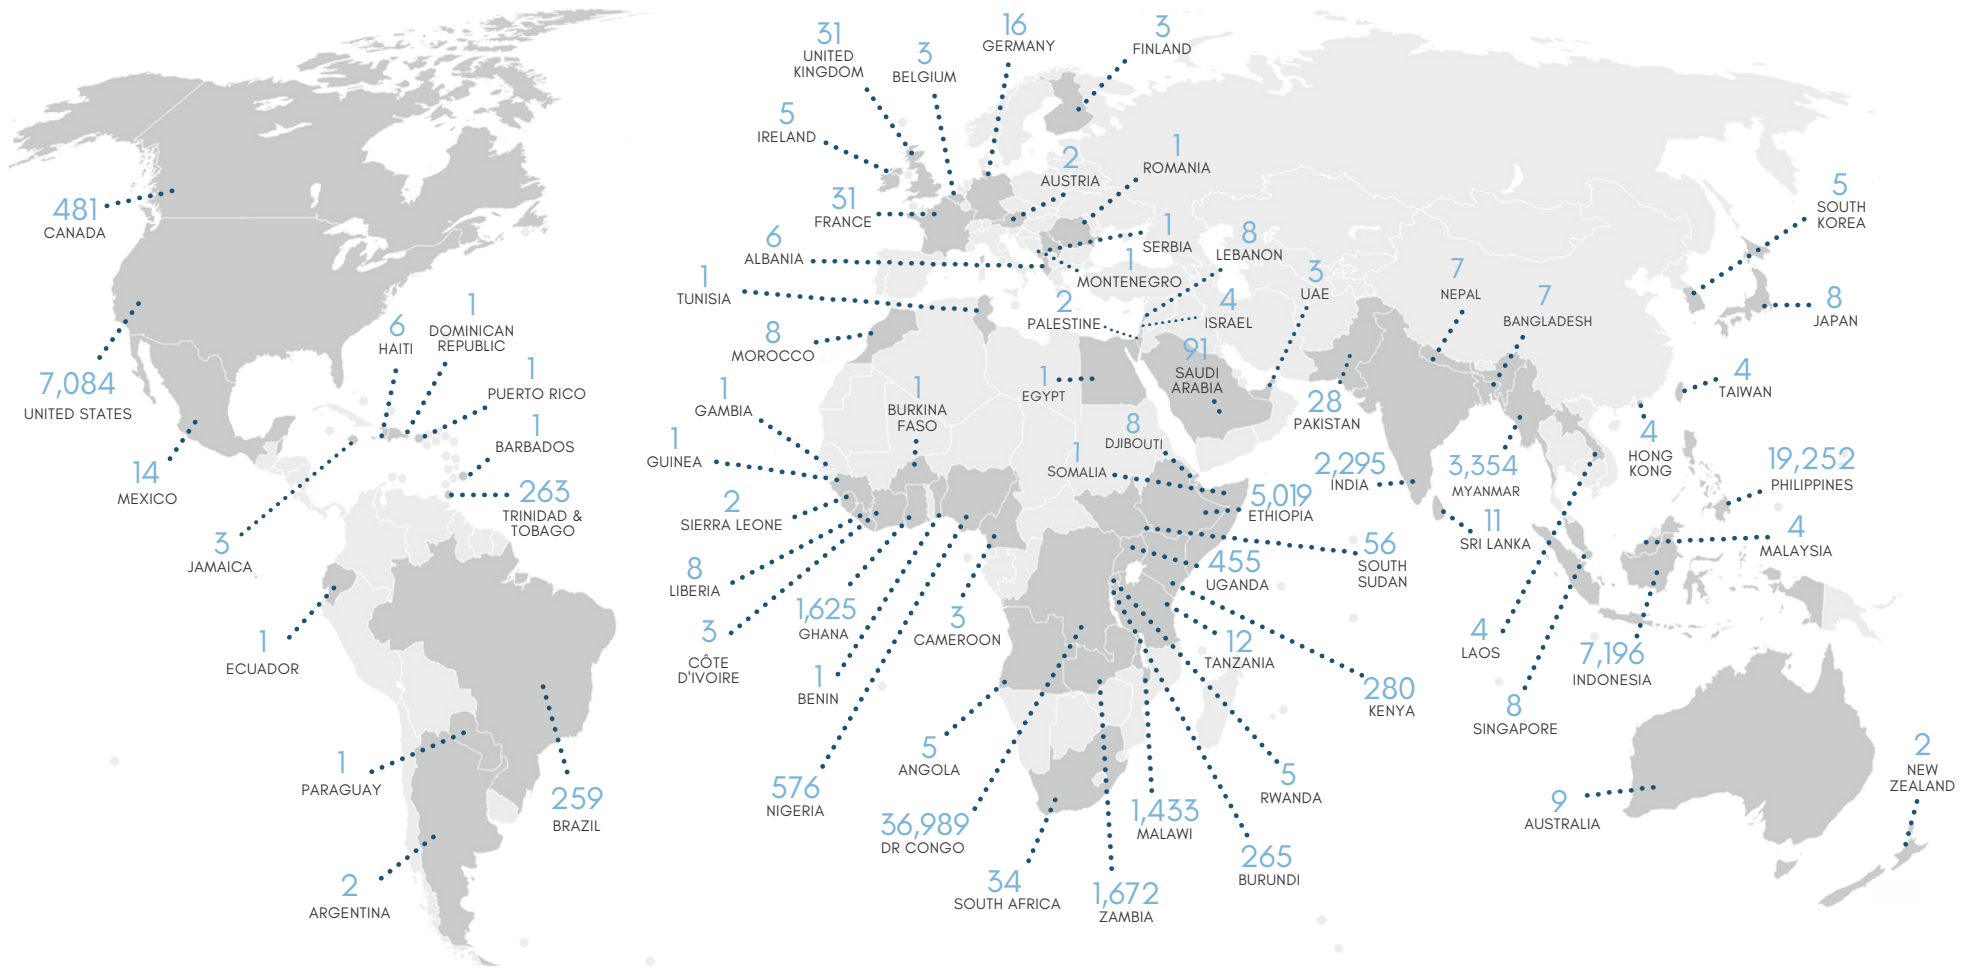 481
CANADA
7,084
UNITED STATES
14
MEXICO
6
HAITI
1
DOMINICAN
REPUBLIC
1
PUERTO RICO
1
BARBADOS
263
TRINIDAD &
TOBAGO
3
JAMAICA
1
ECUADOR
1
PARAGUAY
259
BRAZIL
2
ARGENTINA
31
UNITED
KINGDOM
3
BELGIUM
16
GERMANY
3
FINLAND
5
IRELAND
2
AUSTRIA
1
ROMANIA
31
FRANCE
6
ALBANIA
1
SERBIA
1
MONTENEGRO
8
LEBANON
1
TUNISIA
8
MOROCCO
2
PALESTINE
4
ISRAEL
3
UAE
91
SAUDI
ARABIA
1
EGYPT
1
GAMBIA
1
BURKINA
FASO
8
DJIBOUTI
1
SOMALIA
1
GUINEA
2
SIERRA LEONE
8
LIBERIA
3
CÔTE
D'IVOIRE
1,625
GHANA
1
BENIN
576
NIGERIA
3
CAMEROON
5
ANGOLA
36,989
DR CONGO
34
SOUTH AFRICA
1,672
ZAMBIA
1,433
MALAWI
265
BURUNDI
5
RWANDA
280
KENYA
12
TANZANIA
455
UGANDA
56
SOUTH
SUDAN
5,019
ETHIOPIA
28
PAKISTAN
7
NEPAL
7
BANGLADESH
2,295
INDIA
3,354
MYANMAR
11
SRI LANKA
5
SOUTH
KOREA
8
JAPAN
4
TAIWAN
4
HONG
KONG
19,252
PHILIPPINES
4
MALAYSIA
4
LAOS
8
SINGAPORE
7,196
INDONESIA
9
AUSTRALIA
2
NEW
ZEALAND